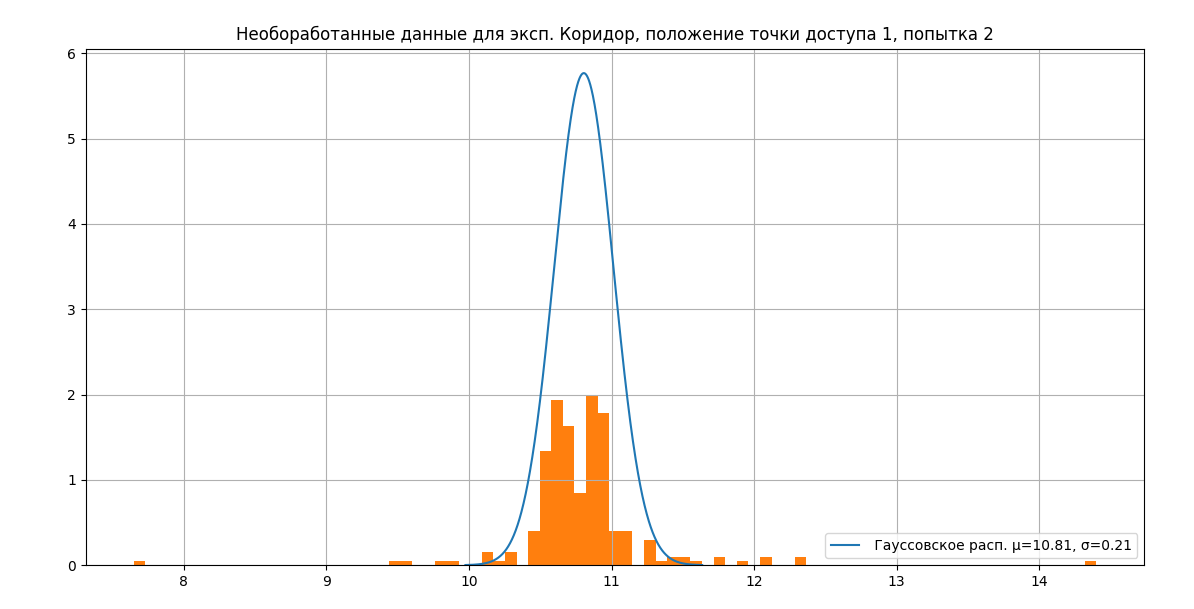 Необоработанные данные для эксп. Коридор, положение точки доступа 1, попытка 2
6
5
4
3
2
1
0
8 9 10 11 12 13 14
Гауссовское расп. μ=10.81, σ=0.21